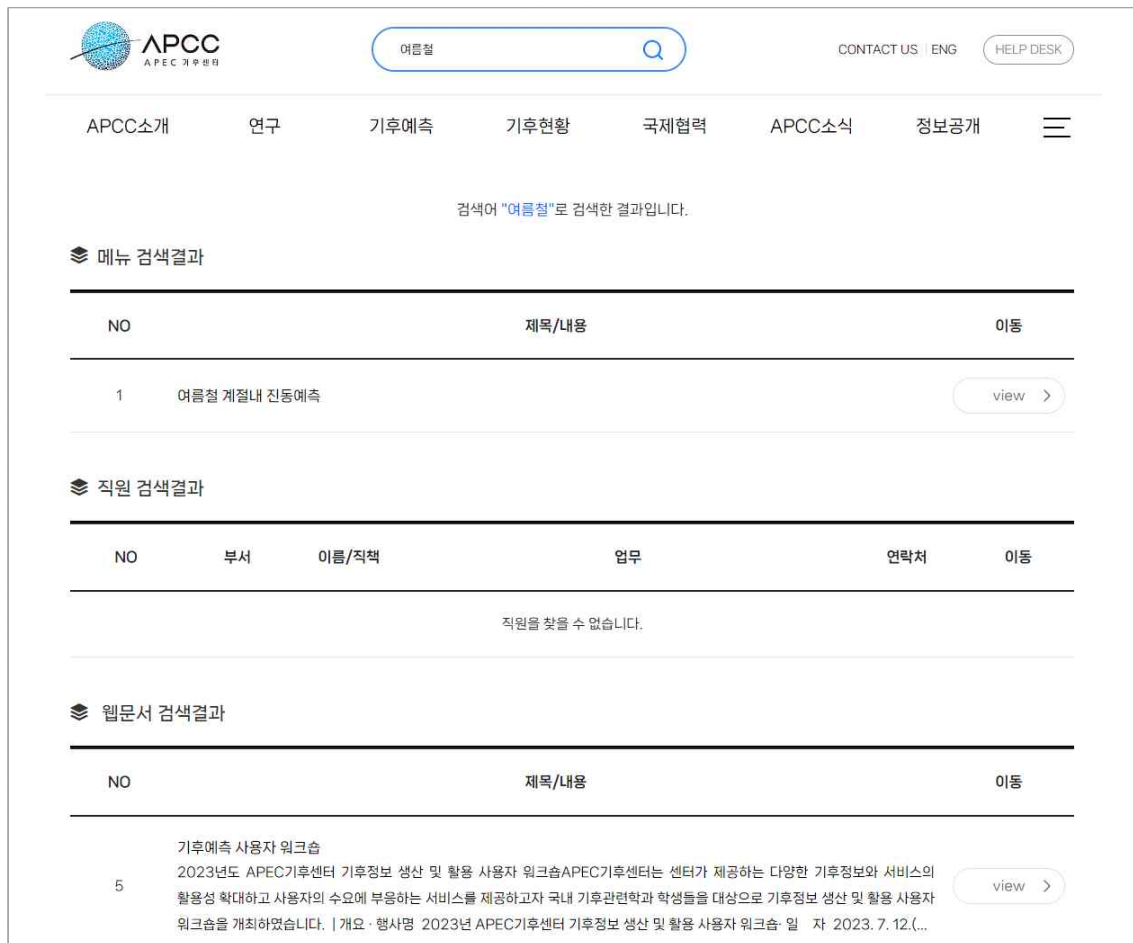 APCC
APEC 기후센터
여름철
CONTACT US | ENG
HELP DESK
APCC소개 연구 기후예측 기후현황 국제협력 APCC소식 정보공개
검색어 "여름철"로 검색한 결과입니다.
메뉴 검색결과
NO 제목/내용 이동
1 여름철 계절내 진동예측 view >
직원 검색결과
NO 부서 이름/직책 업무 연락처 이동
직원을 찾을 수 없습니다.
웹문서 검색결과
NO 제목/내용 이동
기후예측 사용자 워크숍
2023년도 APEC기후센터 기후정보 생산 및 활용 사용자 워크숍APEC기후센터는 센터가 제공하는 다양한 기후정보와 서비스의
5 활용성 확대하고 사용자의 수요에 부응하는 서비스를 제공하고자 국내 기후관련학과 학생들을 대상으로 기후정보 생산 및 활용 사용자 view >
워크숍을 개최하였습니다. | 개요 · 행사명 2023년 APEC기후센터 기후정보 생산 및 활용 사용자 워크숍· 일 자 2023. 7. 12.(...